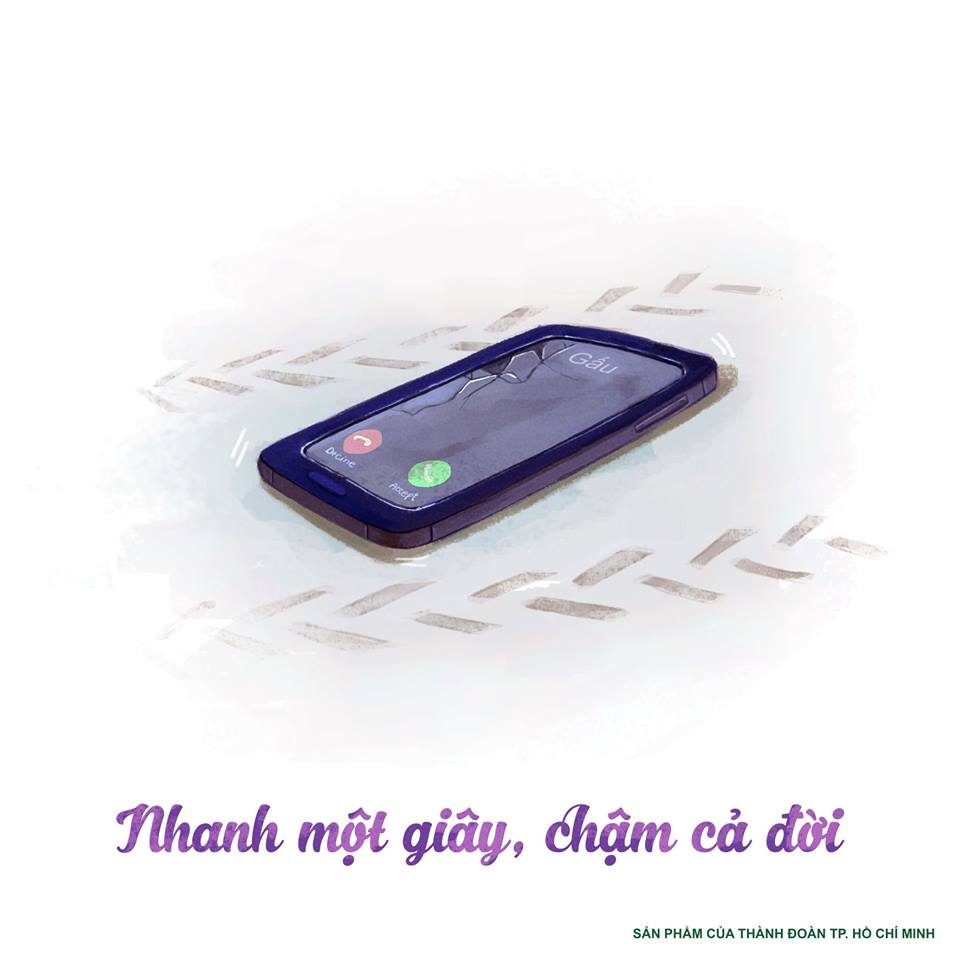 Gấu
Decline
Accept
Nhanh một giây, chậm cả đời
SẢN PHẨM CỦA THÀNH ĐOÀN TP. HỒ CHÍ MINH